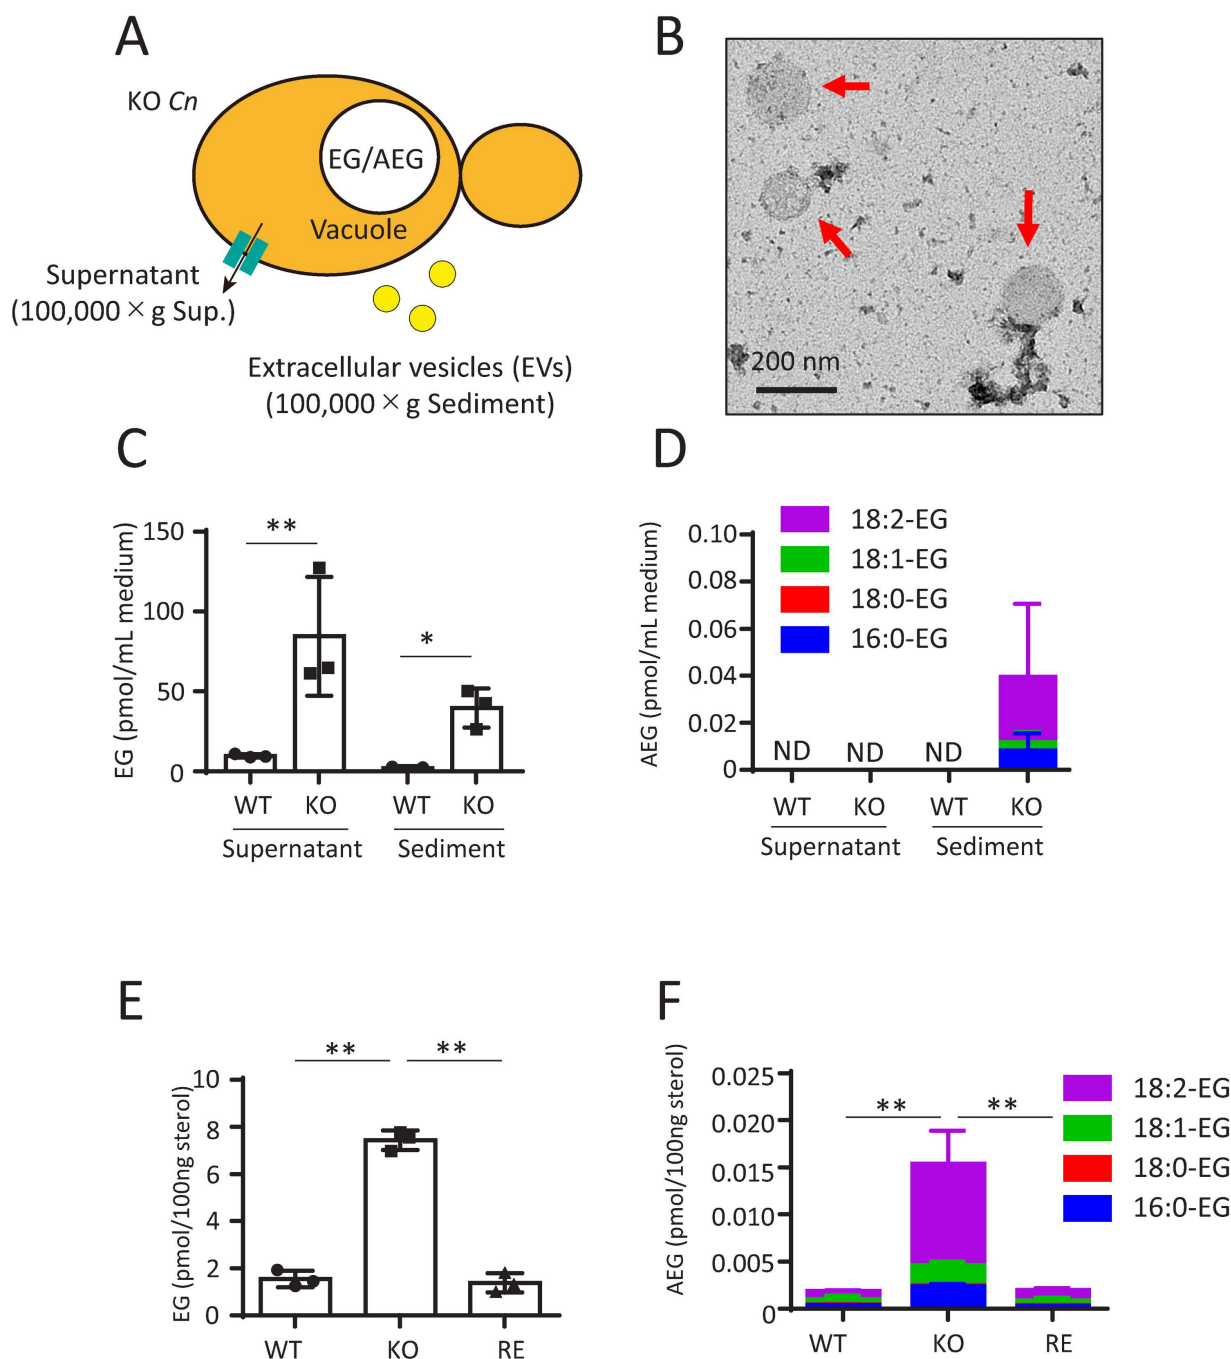 A
KO Cn
EG/AEG
Vacuole
Supernatant
(100,000 × g Sup.)
Extracellular vesicles (EVs)
(100,000 × g Sediment)
B
200 nm
C
EG (pmol/mL medium)
150
100
50
0
**
*
WT KO WT KO
Supernatant Sediment
D
AEG (pmol/mL medium)
0.10
0.08
0.06
0.04
0.02
0
18:2-EG
18:1-EG
18:0-EG
16:0-EG
ND ND ND
WT KO WT KO
Supernatant Sediment
E
EG (pmol/100ng sterol)
10
8
6
4
2
0
** **
WT KO RE
F
AEG (pmol/100ng sterol)
0.025
0.020
0.015
0.010
0.005
0
** **
18:2-EG
18:1-EG
18:0-EG
16:0-EG
WT KO RE